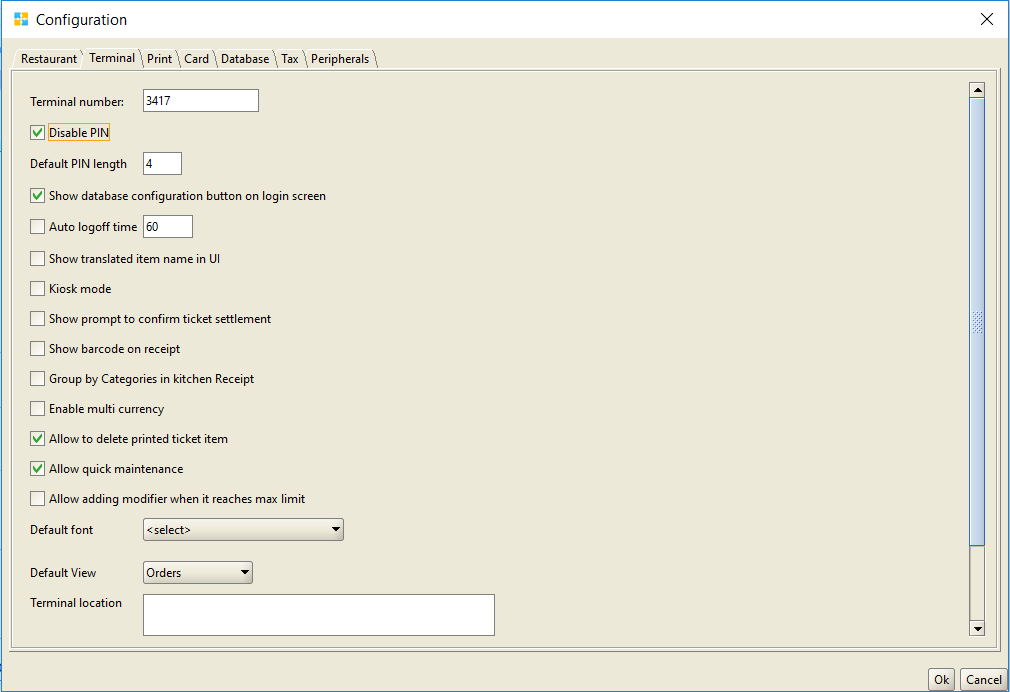 Configuration
Restaurant Terminal Print Card Database Tax Peripherals
Terminal number: 3417
Disable PIN
Default PIN length 4
Show database configuration button on login screen
Auto logoff time 60
Show translated item name in UI
Kiosk mode
Show prompt to confirm ticket settlement
Show barcode on receipt
Group by Categories in kitchen Receipt
Enable multi currency
Allow to delete printed ticket item
Allow quick maintenance
Allow adding modifier when it reaches max limit
Default font <select>
Default View Orders
Terminal location
Ok Cancel